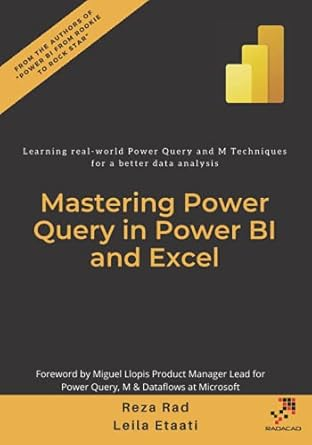 FROM THE AUTHORS OF
"POWER BI FROM ROOKIE
TO ROCK STAR"
Learning real-world Power Query and M Techniques
for a better data analysis
Mastering Power
Query in Power BI
and Excel
Foreword by Miguel Llopis Product Manager Lead for
Power Query, M & Dataflows at Microsoft
Reza Rad
Leila Etaati
RADACAD